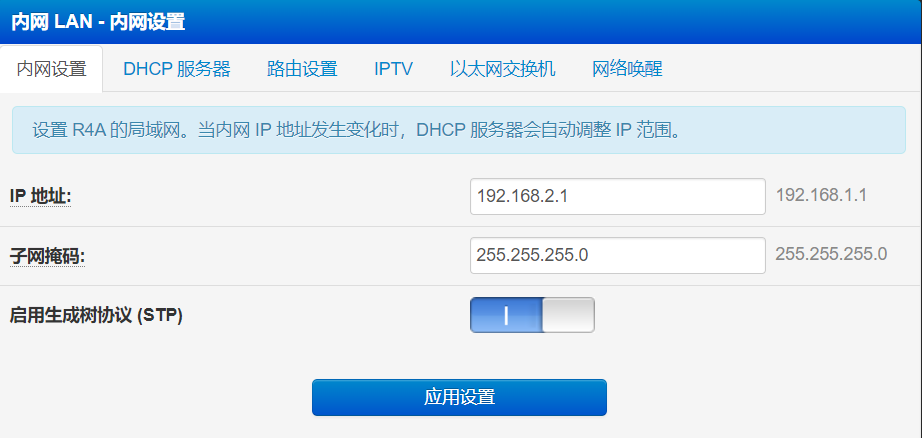 内网 LAN - 内网设置
内网设置 DHCP 服务器 路由设置 IPTV 以太网交换机 网络唤醒
设置 R4A 的局域网。当内网 IP 地址发生变化时，DHCP 服务器会自动调整 IP 范围。
IP 地址: 192.168.2.1 192.168.1.1
子网掩码: 255.255.255.0 255.255.255.0
启用生成树协议 (STP)
应用设置